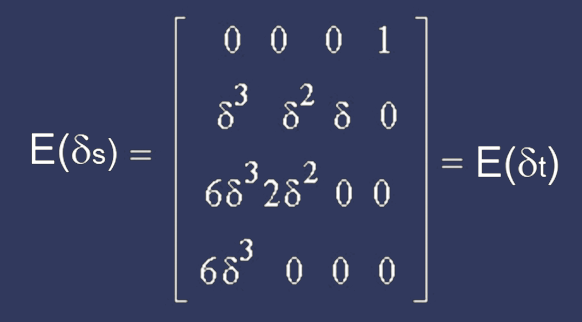 0 0 0 1
δ³ δ² δ 0
E(δs) = = E(δt)
6δ³ 2δ² 0 0
6δ³ 0 0 0